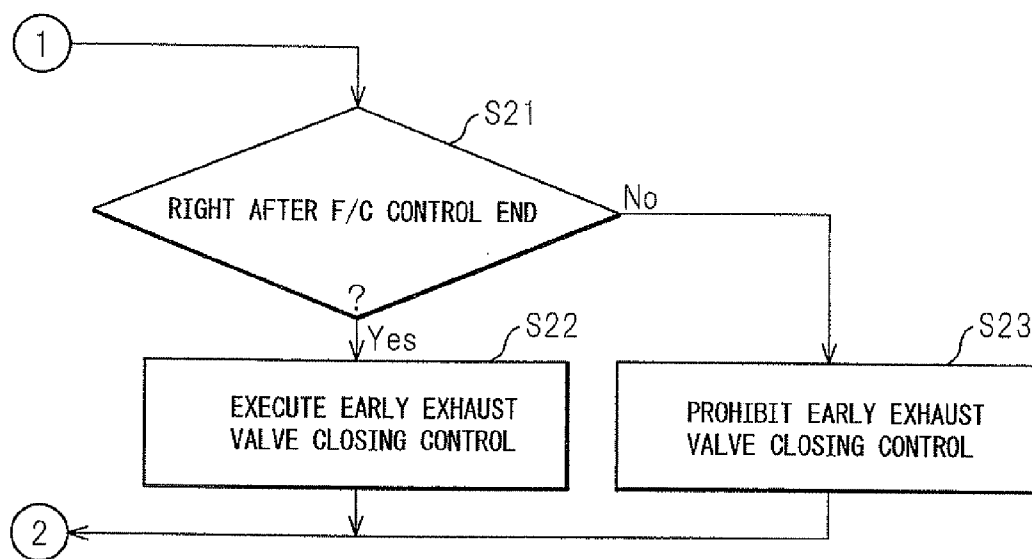 1
S21
RIGHT AFTER F/C CONTROL END
?
No
Yes
S22
EXECUTE EARLY EXHAUST
VALVE CLOSING CONTROL
S23
PROHIBIT EARLY EXHAUST
VALVE CLOSING CONTROL
2